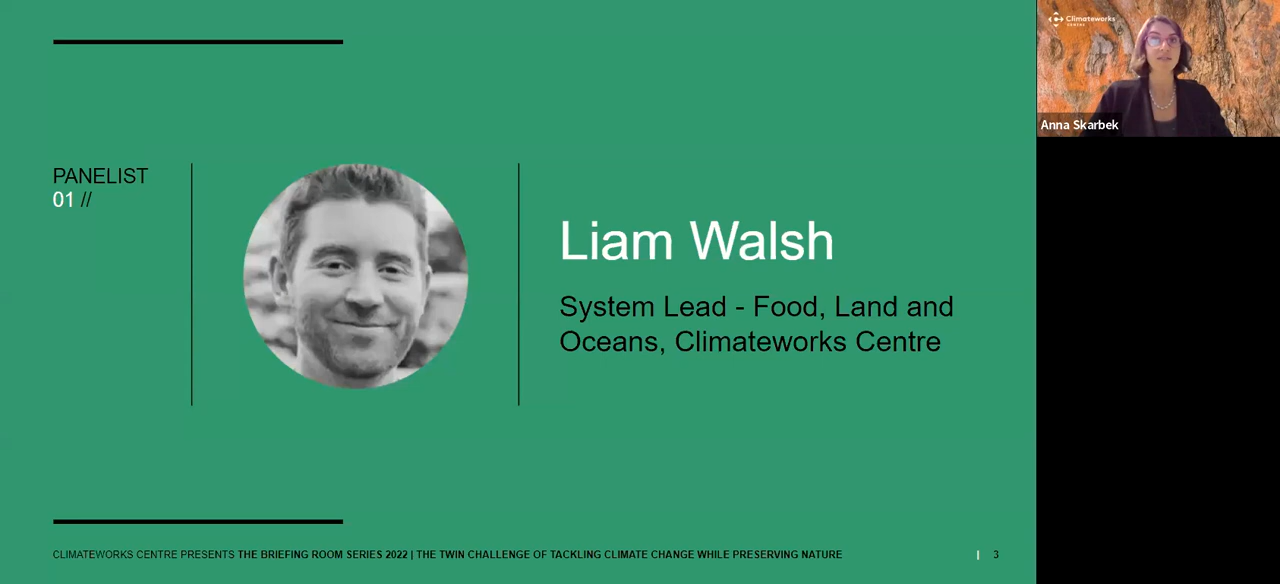 PANELIST
01 //
Liam Walsh
System Lead - Food, Land and
Oceans, Climateworks Centre
CLIMATEWORKS CENTRE PRESENTS THE BRIEFING ROOM SERIES 2022 | THE TWIN CHALLENGE OF TACKLING CLIMATE CHANGE WHILE PRESERVING NATURE
| 3
Climateworks
CENTRE
Anna Skarbek